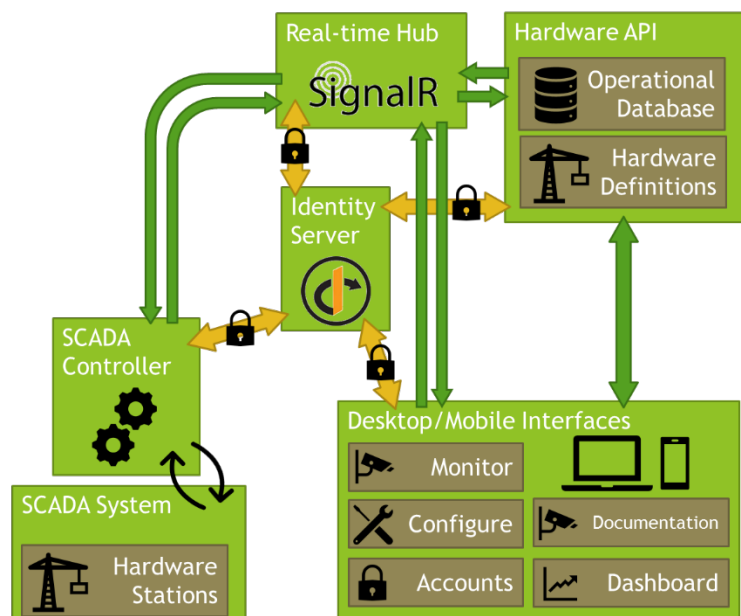 Real-time Hub
SignalR
Hardware API
Operational
Database
Hardware
Definitions
Identity
Server
SCADA
Controller
SCADA System
Hardware
Stations
Desktop/Mobile Interfaces
Monitor
Configure
Documentation
Accounts
Dashboard